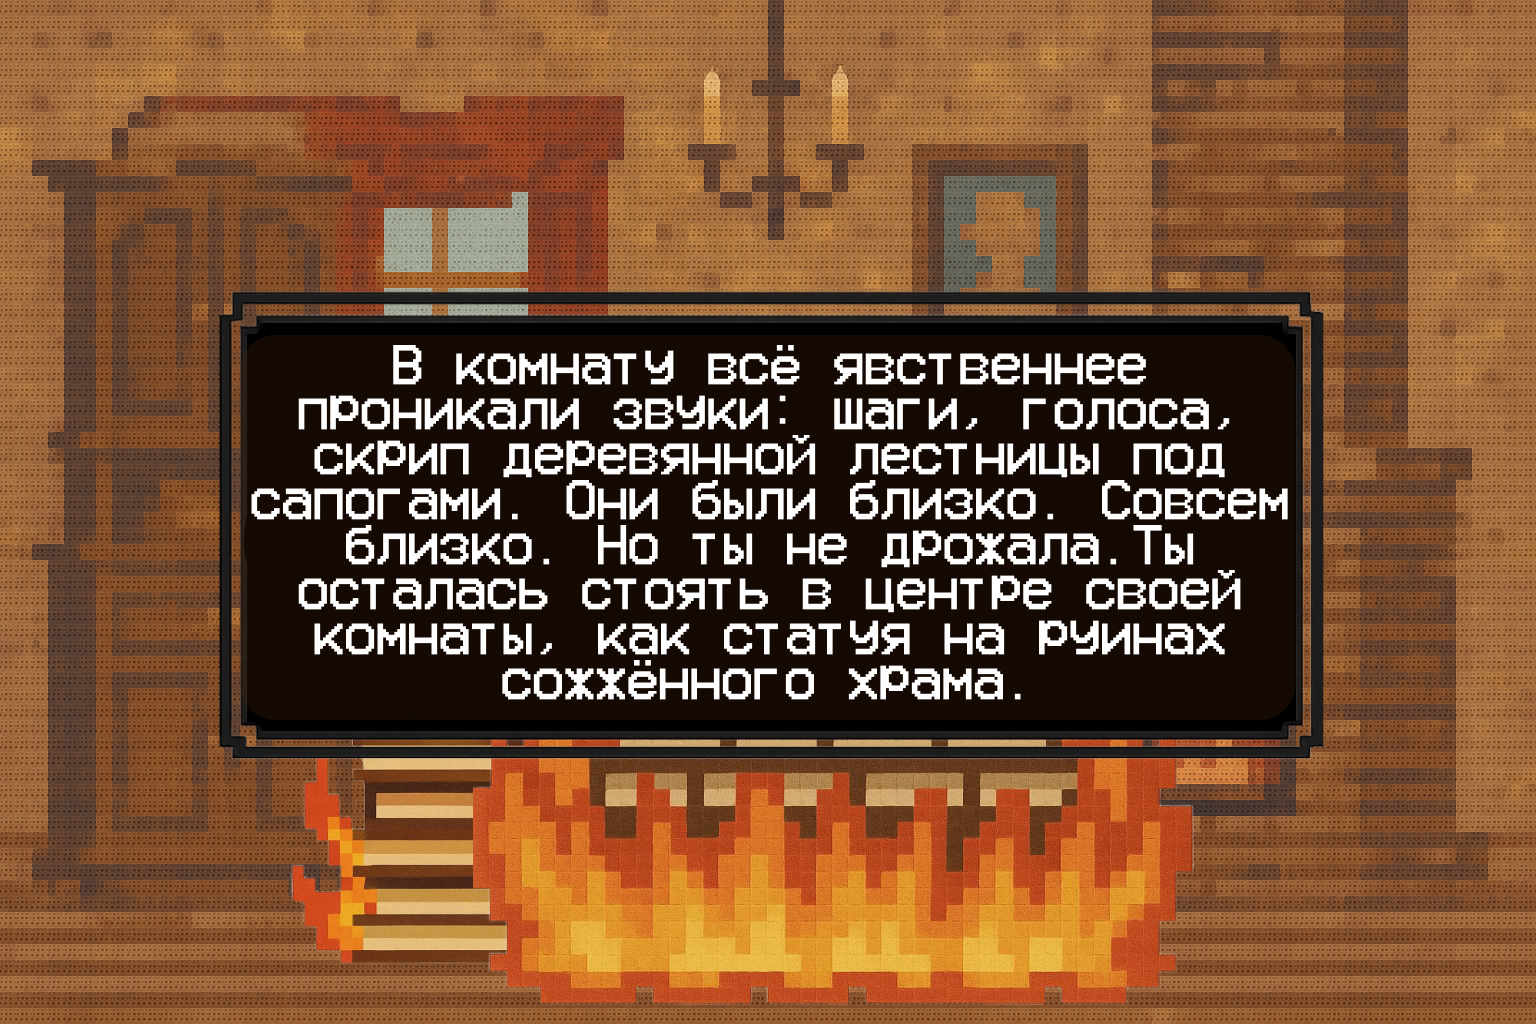 В комнату всё явственнее
проникали звуки: шаги, голоса,
скрип деревянной лестницы под
сапогами. Они были близко. Совсем
близко. Но ты не дрожала.Ты
осталась стоять в центре своей
комнаты, как статуя на руинах
сожжённого храма.